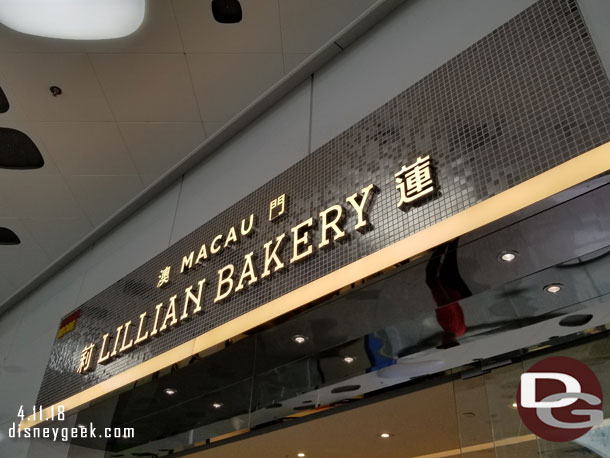 澳 MACAU 門
莉 LILLIAN BAKERY 蓮
4.11.18
disneygeek.com
DG